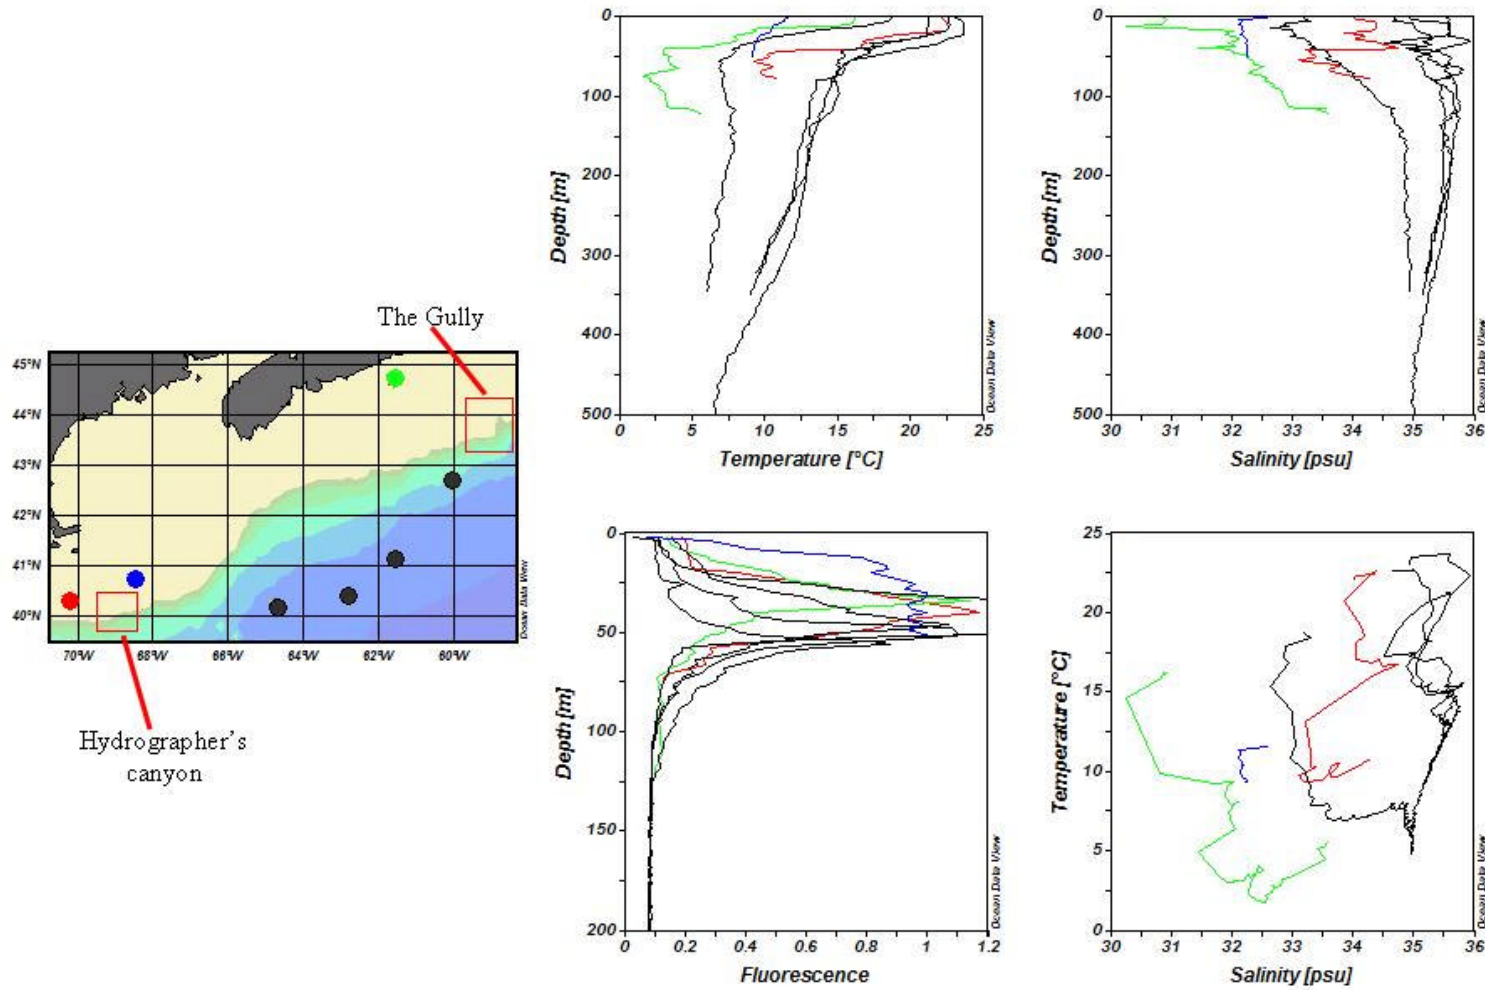 The Gully
45°N
44°N
43°N
42°N
41°N
40°N
70°W
68°W
66°W
64°W
62°W
60°W
Ocean Data View
Hydrographer's
canyon
0
100
200
300
400
500
Depth [m]
0
5
10
15
20
25
Temperature [°C]
Ocean Data View
0
100
200
300
400
500
Depth [m]
30
31
32
33
34
35
36
Salinity [psu]
Ocean Data View
0
50
100
150
200
Depth [m]
0
0.2
0.4
0.6
0.8
1
1.2
Fluorescence
Ocean Data View
25
20
15
10
5
0
Temperature [°C]
30
31
32
33
34
35
36
Salinity [psu]
Ocean Data View